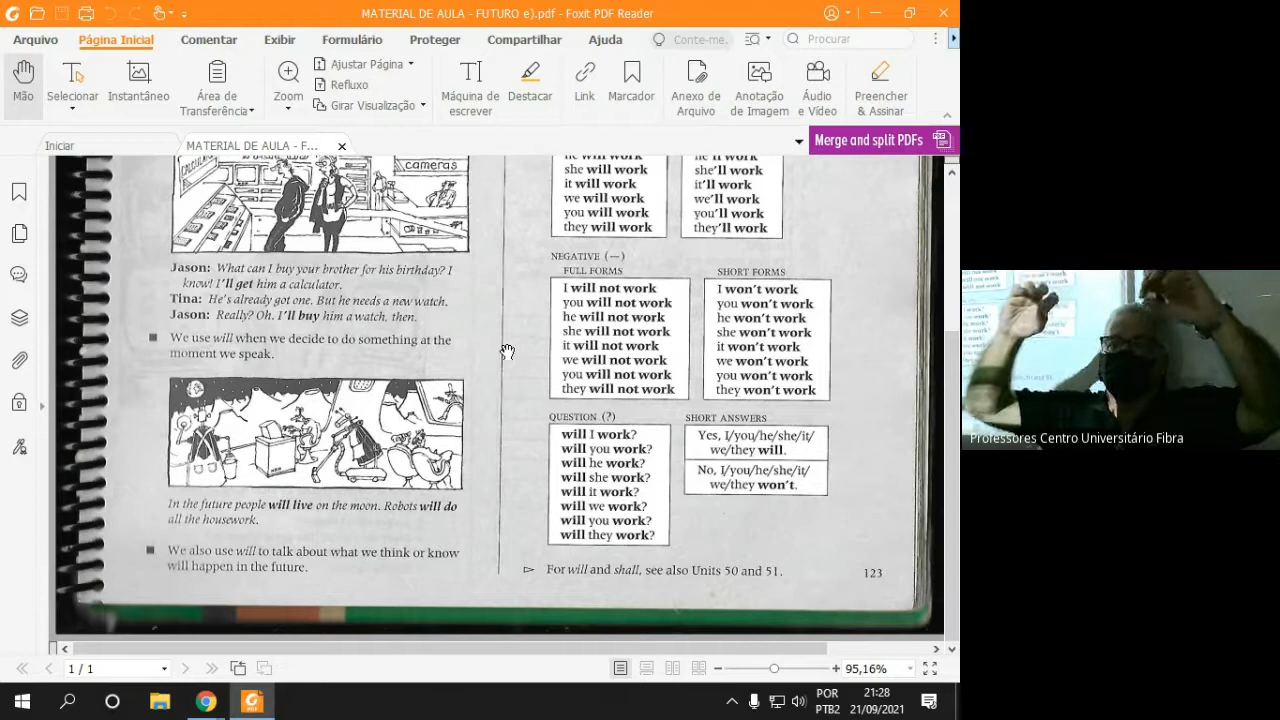 MATERIAL DE AULA - FUTURO e).pdf - Foxit PDF Reader
Arquivo
Página Inicial
Comentar
Exibir
Formulário
Proteger
Compartilhar
Ajuda
Conte-me.
Procurar
Mão
Selecionar
Instantâneo
Área de
Transferência
Zoom
Ajustar Página
Refluxo
Girar Visualização
Máquina de
escrever
Destacar
Link
Marcador
Anexo de
Arquivo
Anotação
de Imagem
Áudio
e Vídeo
Preencher
& Assinar
Iniciar
MATERIAL DE AULA - F...
Merge and split PDFs
cameras
Jason: What can I buy your brother for his birthday? I
know! I'll get him a calculator.
Tina: He's already got one. But he needs a new watch.
Jason: Really? Oh, I'll buy him a watch, then.
We use will when we decide to do something at the
moment we speak.
In the future people will live on the moon. Robots will do
all the housework.
We also use will to talk about what we think or know
will happen in the future.
he will work
she will work
it will work
we will work
you will work
they will work
he'll work
she'll work
it'll work
we'll work
you'll work
they'll work
NEGATIVE (—)
FULL FORMS
I will not work
you will not work
he will not work
she will not work
it will not work
we will not work
you will not work
they will not work
SHORT FORMS
I won't work
you won't work
he won't work
she won't work
it won't work
we won't work
you won't work
they won't work
QUESTION (?)
will I work?
will you work?
will he work?
will she work?
will it work?
will we work?
will you work?
will they work?
SHORT ANSWERS
Yes, I/you/he/she/it/
we/they will.
No, I/you/he/she/it/
we/they won't.
For will and shall, see also Units 50 and 51.
123
Professores Centro Universitário Fibra
1 / 1
95,16%
POR
PTB2
21:28
21/09/2021